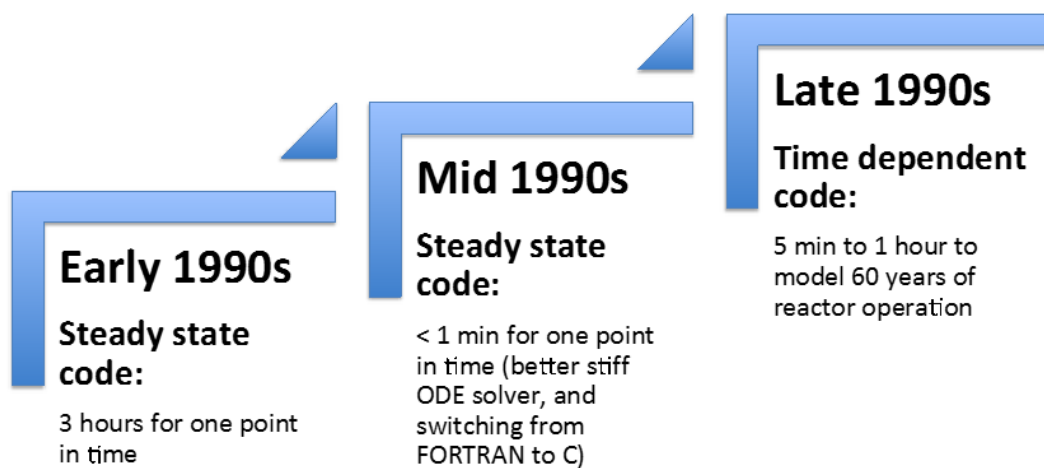 Early 1990s
Steady state
code:
3 hours for one point
in time
Mid 1990s
Steady state
code:
< 1 min for one point
in time (better stiff
ODE solver, and
switching from
FORTRAN to C)
Late 1990s
Time dependent
code:
5 min to 1 hour to
model 60 years of
reactor operation